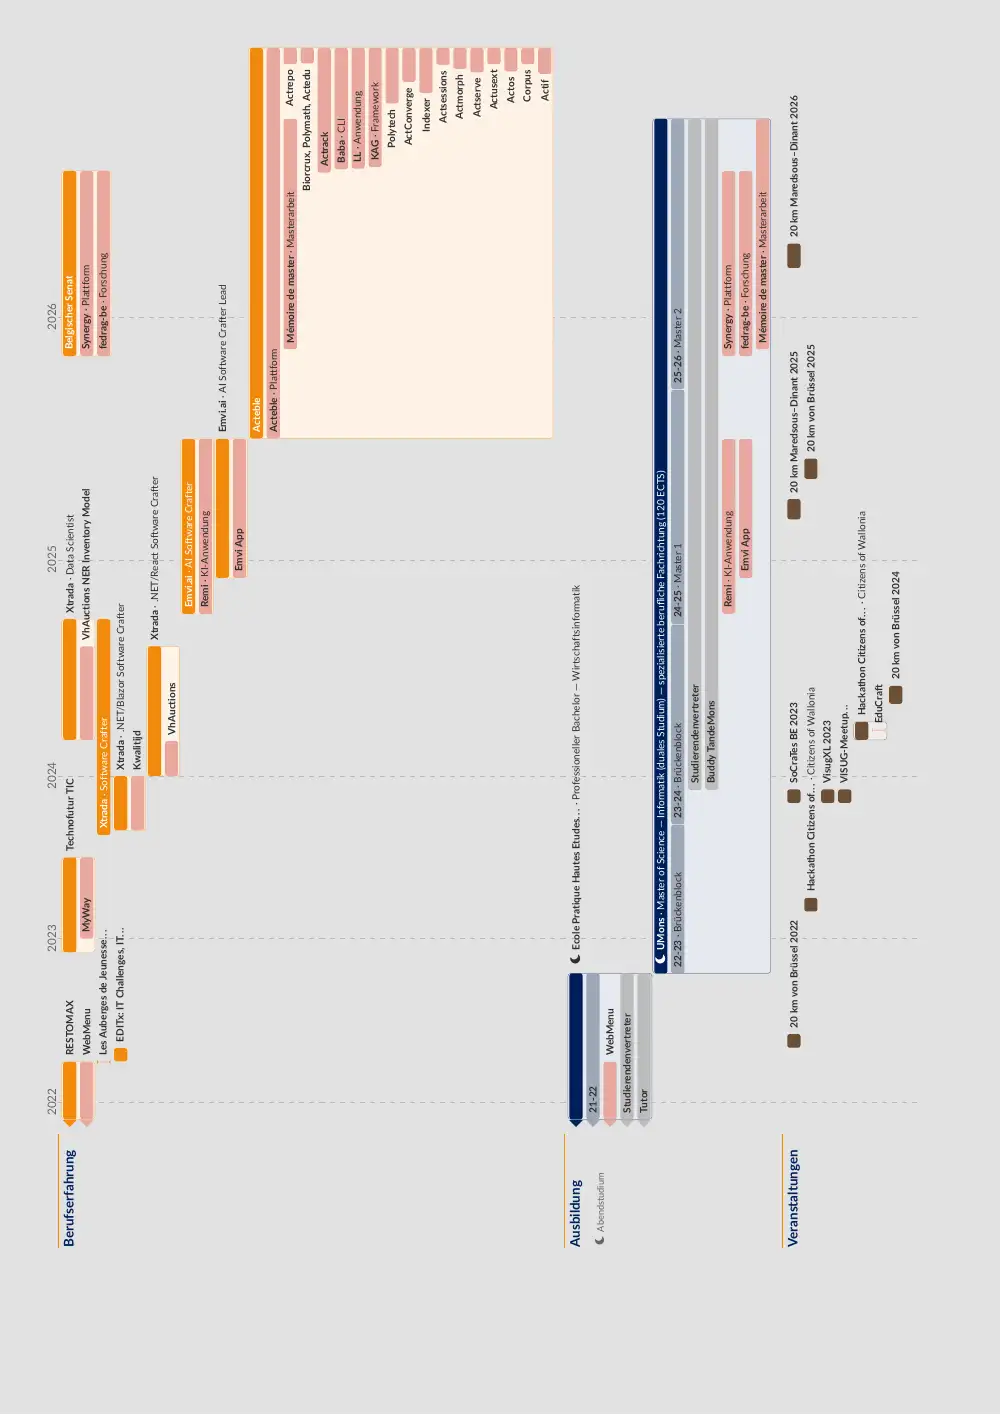 2022
2023
2024
2025
2026
Berufserfahrung
RESTOMAX
WebMenu
Les Auberges de Jeunesse...
EDITx: IT Challenges, IT...
Technofutur TIC
MyWay
Xtrada · Data Scientist
VhAuctions NER Inventory Model
Xtrada · Software Crafter
Xtrada · .NET/Blazor Software Crafter
Kwalitijd
Xtrada · .NET/React Software Crafter
VhAuctions
Emvi.ai · AI Software Crafter
Remi · KI-Anwendung
Emvi.ai · AI Software Crafter Lead
Emvi App
Belgischer Senat
Synergy · Plattform
fedrag-be · Forschung
Acteble
Acteble · Plattform
Mémoire de master · Masterarbeit
Actrepo
Biorcrux, Polymath, Actedu
Actrack
Baba · CLI
LL · Anwendung
KAG · Framework
Polytech
ActConverge
Indexer
Actsessions
Actmorph
Actserve
Actusext
Actos
Corpus
Actif
Ausbildung
Abendstudium
Ecole Pratique Hautes Etudes... · Professioneller Bachelor — Wirtschaftsinformatik
21-22
WebMenu
Studierendenvertreter
Tutor
UMons · Master of Science — Informatik (duales Studium) — spezialisierte berufliche Fachrichtung (120 ECTS)
22-23 · Brückenblock
23-24 · Brückenblock
24-25 · Master 1
25-26 · Master 2
Studierendenvertreter
Buddy TandeMons
Remi · KI-Anwendung
Synergy · Plattform
Emvi App
fedrag-be · Forschung
Mémoire de master · Masterarbeit
Veranstaltungen
20 km von Brüssel 2022
SoCraTes BE 2023
20 km Maredsous–Dinant 2025
20 km Maredsous–Dinant 2026
Hackathon Citizens of... · Citizens of Wallonia
20 km von Brüssel 2025
VisugXL 2023
VISUG-Meetup...
Hackathon Citizens of... · Citizens of Wallonia
EduCraft
20 km von Brüssel 2024